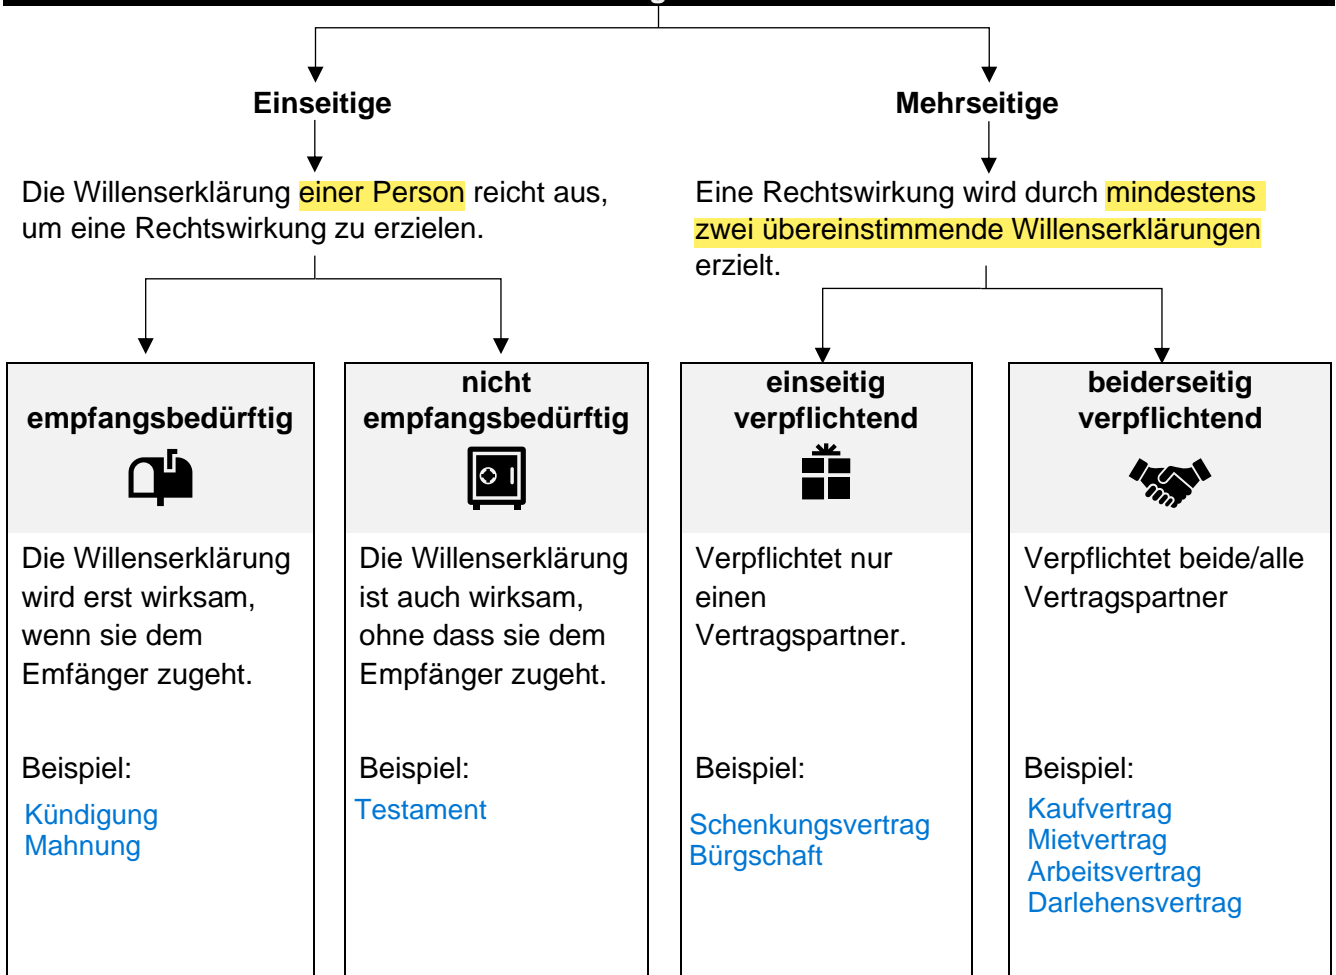 Einseitige
Mehrseitige
Die Willenserklärung einer Person reicht aus,
um eine Rechtswirkung zu erzielen.
Eine Rechtswirkung wird durch mindestens
zwei übereinstimmende Willenserklärungen
erzielt.
empfangsbedürftig
nicht
empfangsbedürftig
einseitig
verpflichtend
beiderseitig
verpflichtend
Die Willenserklärung
wird erst wirksam,
wenn sie dem
Emfänger zugeht.
Beispiel:
Kündigung
Mahnung
Die Willenserklärung
ist auch wirksam,
ohne dass sie dem
Empfänger zugeht.
Beispiel:
Testament
Verpflichtet nur
einen
Vertragspartner.
Beispiel:
Schenkungsvertrag
Bürgschaft
Verpflichtet beide/alle
Vertragspartner
Beispiel:
Kaufvertrag
Mietvertrag
Arbeitsvertrag
Darlehensvertrag